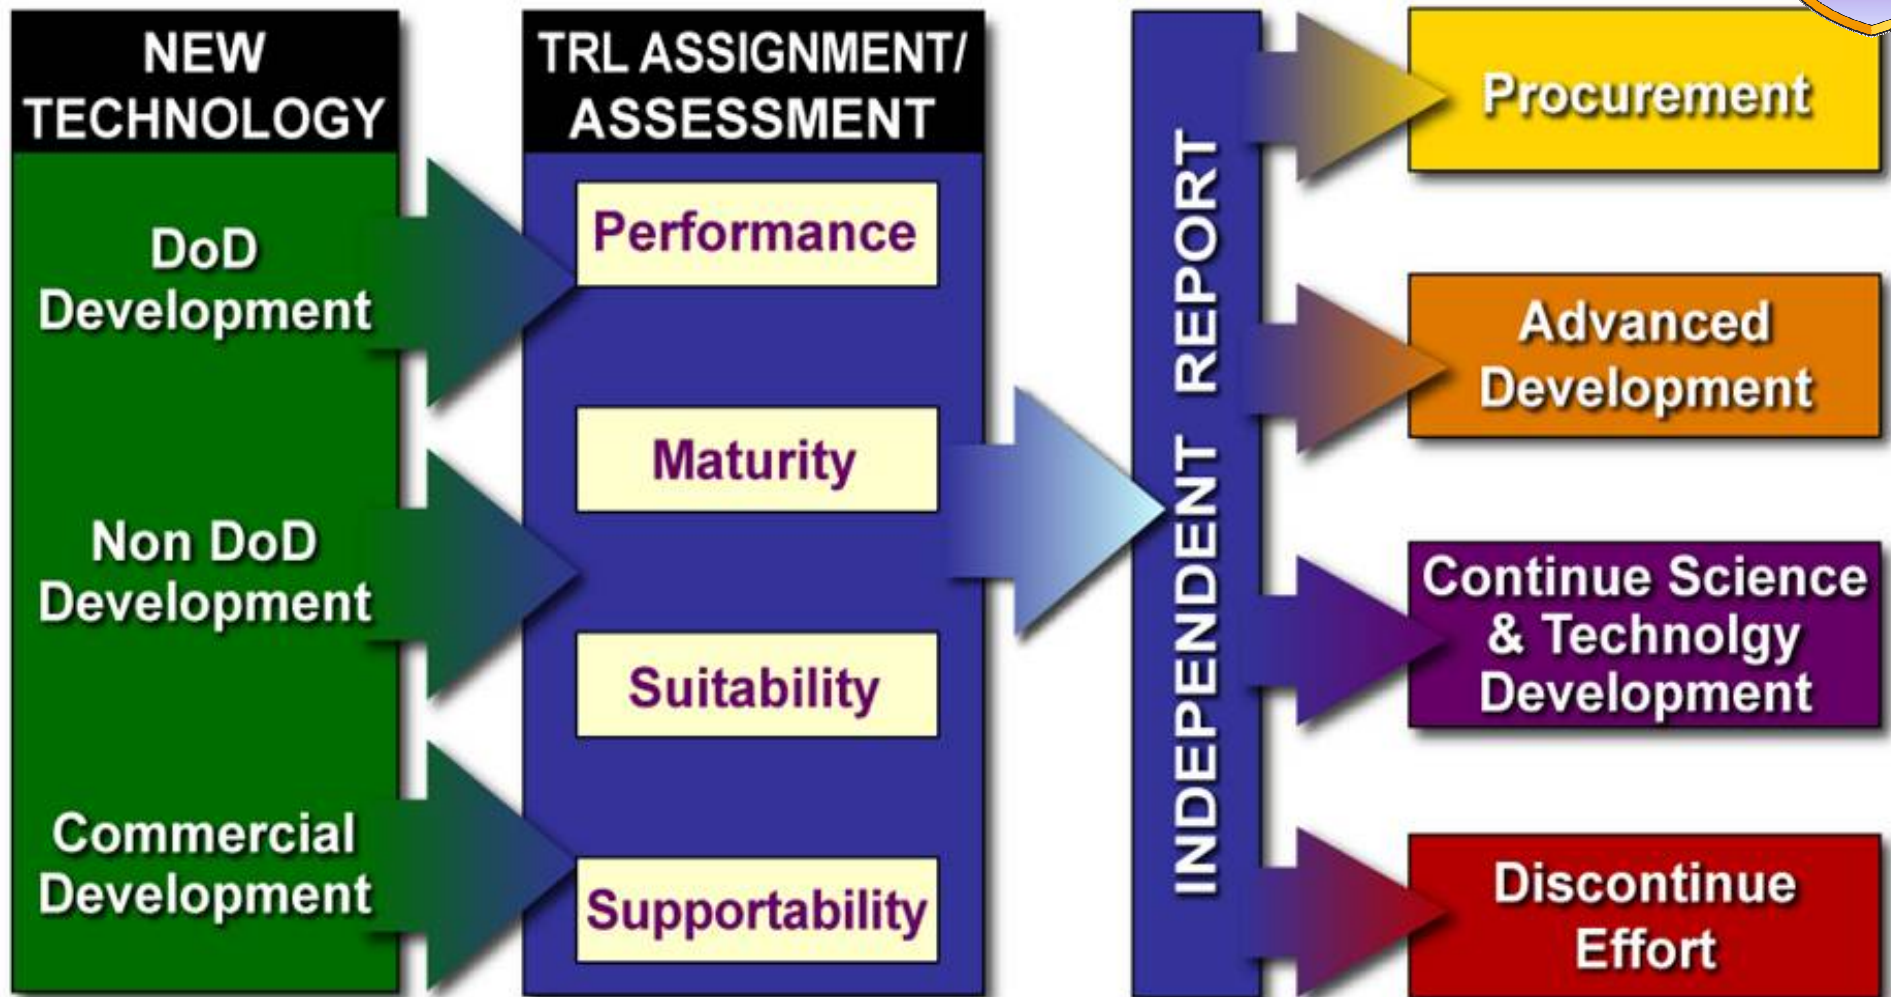 NEW
TECHNOLOGY
DoD
Development
Non DoD
Development
Commercial
Development
TRL ASSIGNMENT/
ASSESSMENT
Performance
Maturity
Suitability
Supportability
INDEPENDENT REPORT
Procurement
Advanced
Development
Continue Science
& Technolgy
Development
Discontinue
Effort